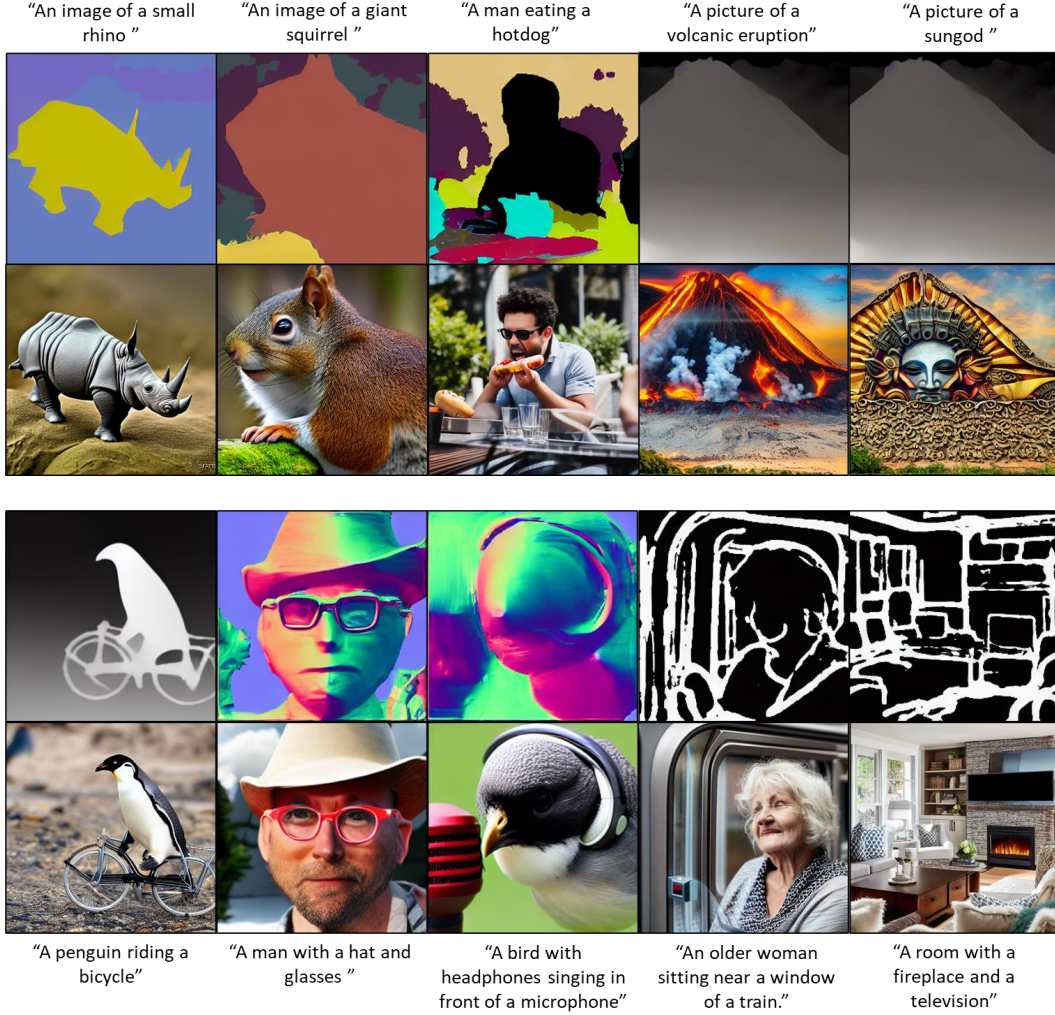 “An image of a small
rhino ”
“An image of a giant
squirrel ”
“A man eating a
hotdog”
“A picture of a
volcanic eruption”
“A picture of a
sungod ”
“A penguin riding a
bicycle”
“A man with a hat and
glasses ”
“A bird with
headphones singing in
front of a microphone”
“An older woman
sitting near a window
of a train.”
“A room with a
fireplace and a
television”